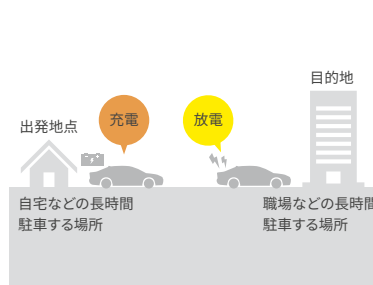 目的地
出発地点
充電
放電
自宅などの長時間
駐車する場所
職場などの長時間
駐車する場所